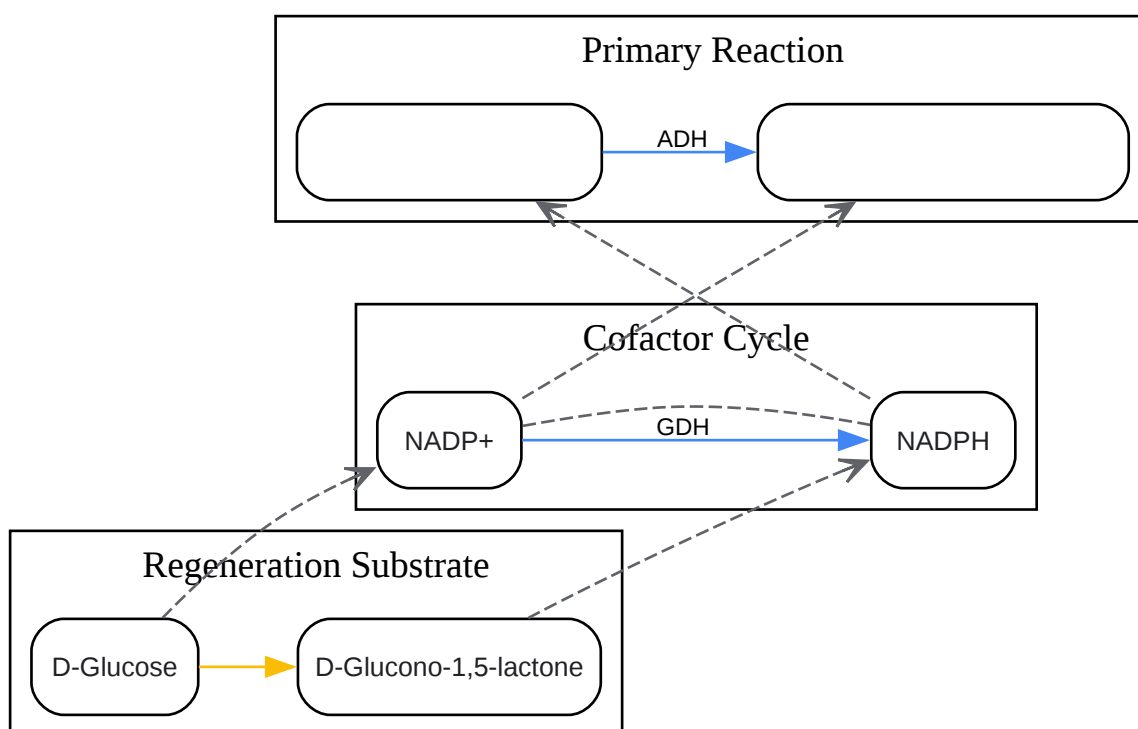 Primary Reaction
ADH
Cofactor Cycle
NADP+
GDH
NADPH
Regeneration Substrate
D-Glucose
D-Glucono-1,5-lactone